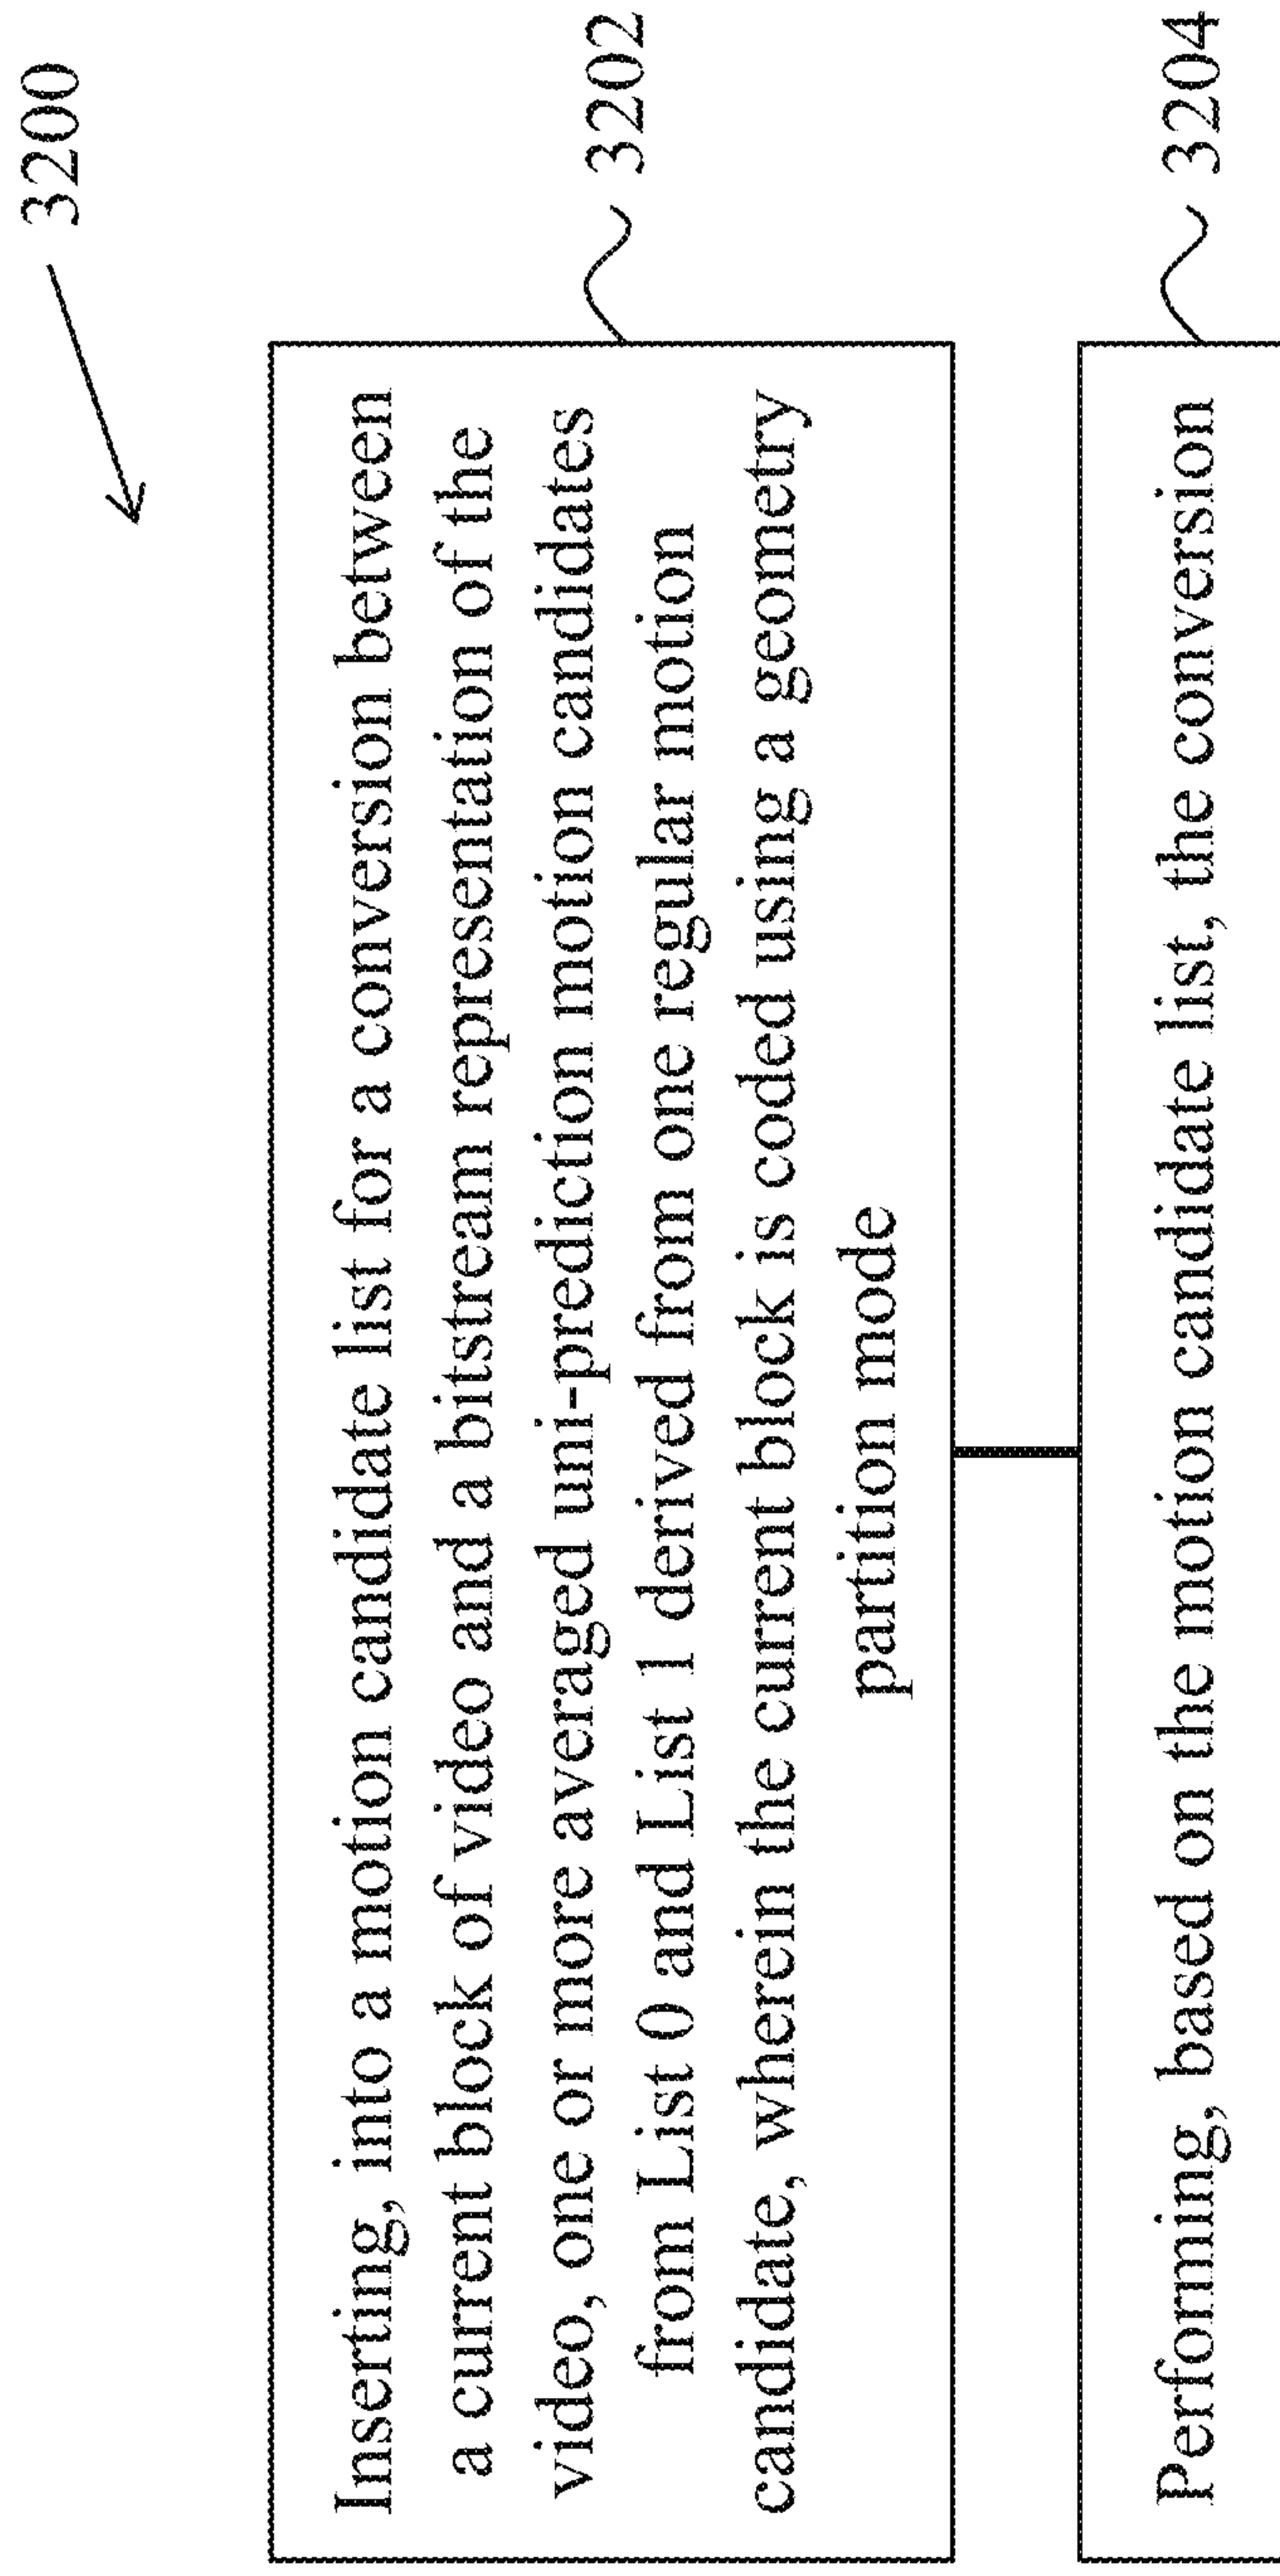 3200
Inserting, into a motion candidate list for a conversion between
a current block of video and a bitstream representation of the
video, one or more averaged uni-prediction motion candidates
from List 0 and List 1 derived from one regular motion
candidate, wherein the current block is coded using a geometry
partition mode
3202
Performing, based on the motion candidate list, the conversion
3204